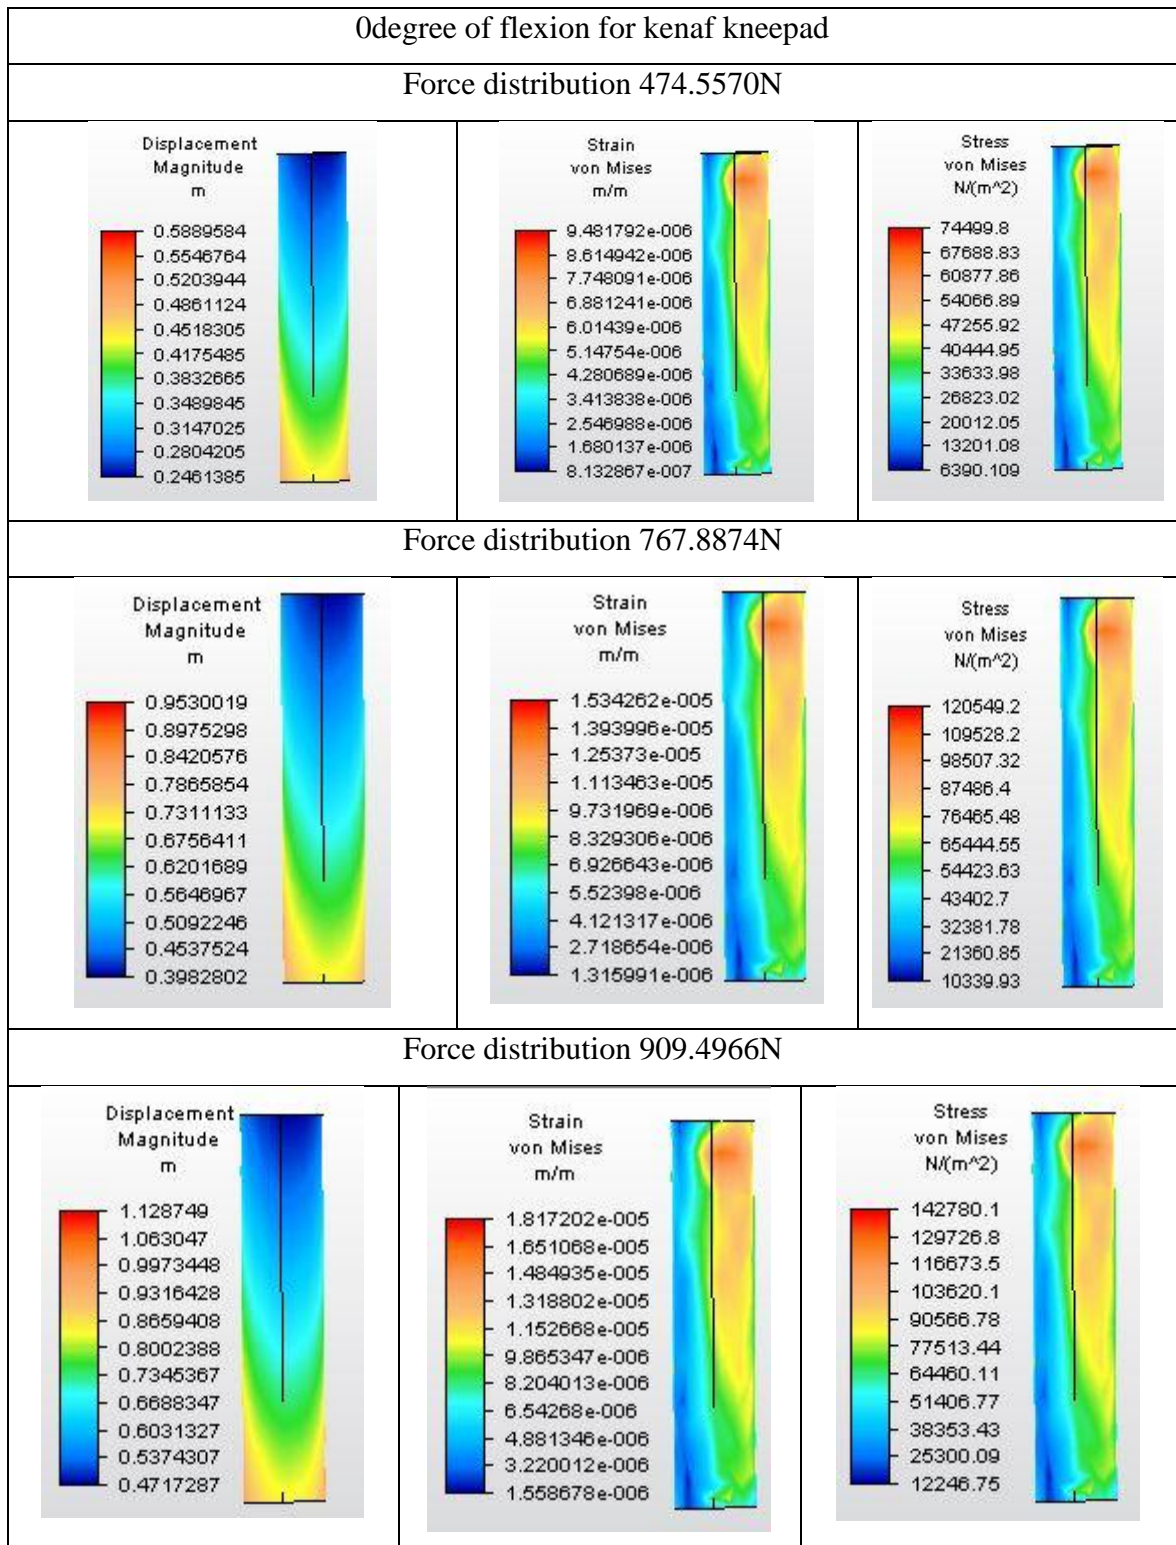 0degree of flexion for kenaf kneepad
Force distribution 474.5570N
Displacement
Magnitude
m
0.5889584
0.5546764
0.5203944
0.4861124
0.4518305
0.4175485
0.3832665
0.3489845
0.3147025
0.2804205
0.2461385
Strain
von Mises
m/m
9.481792e-006
8.614942e-006
7.748091e-006
6.881241e-006
6.01439e-006
5.14754e-006
4.280689e-006
3.413838e-006
2.546988e-006
1.680137e-006
8.132867e-007
Stress
von Mises
N/(m^2)
74499.8
67688.83
60877.86
54066.89
47255.92
40444.95
33633.98
26823.02
20012.05
13201.08
6390.109
Force distribution 767.8874N
Displacement
Magnitude
m
0.9530019
0.8975298
0.8420576
0.7865854
0.7311133
0.6756411
0.6201689
0.5646967
0.5092246
0.4537524
0.3982802
Strain
von Mises
m/m
1.534262e-005
1.393996e-005
1.25373e-005
1.113463e-005
9.731969e-006
8.329306e-006
6.926643e-006
5.52398e-006
4.121317e-006
2.718654e-006
1.315991e-006
Stress
von Mises
N/(m^2)
120549.2
109528.2
98507.32
87486.4
76465.48
65444.55
54423.63
43402.7
32381.78
21360.85
10339.93
Force distribution 909.4966N
Displacement
Magnitude
m
1.128749
1.063047
0.9973448
0.9316428
0.8659408
0.8002388
0.7345367
0.6688347
0.6031327
0.5374307
0.4717287
Strain
von Mises
m/m
1.817202e-005
1.651068e-005
1.484935e-005
1.318802e-005
1.152668e-005
9.865347e-006
8.204013e-006
6.54268e-006
4.881346e-006
3.220012e-006
1.558678e-006
Stress
von Mises
N/(m^2)
142780.1
129726.8
116673.5
103620.1
90566.78
77513.44
64460.11
51406.77
38353.43
25300.09
12246.75